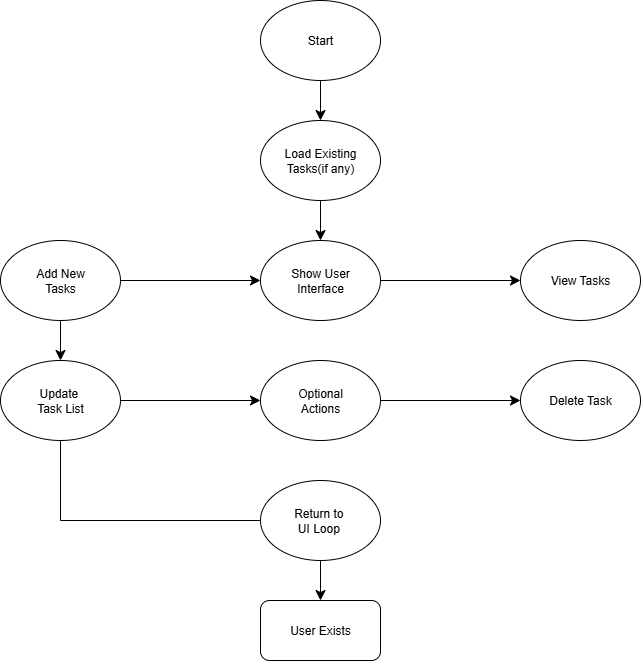 Start
Load Existing
Tasks(if any)
Add New
Tasks
Show User
Interface
View Tasks
Update
Task List
Optional
Actions
Delete Task
Return to
UI Loop
User Exists